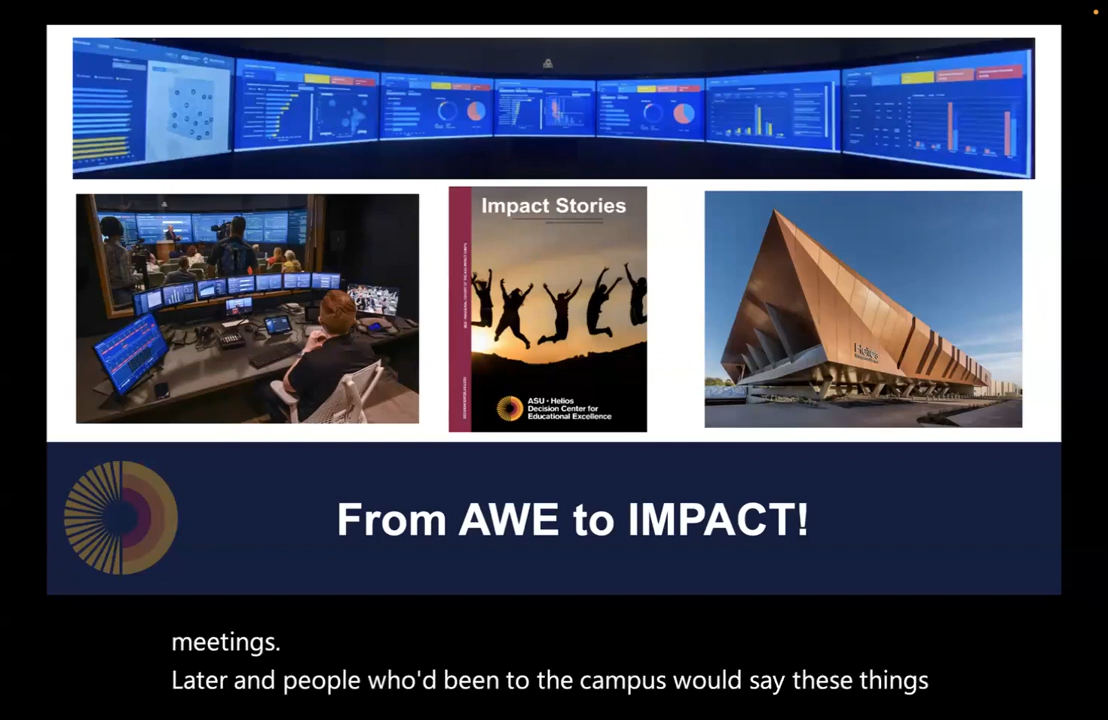 Impact Stories
ASU • Helios
Decision Center for
Educational Excellence
Helios
From AWE to IMPACT!
meetings.
Later and people who'd been to the campus would say these things